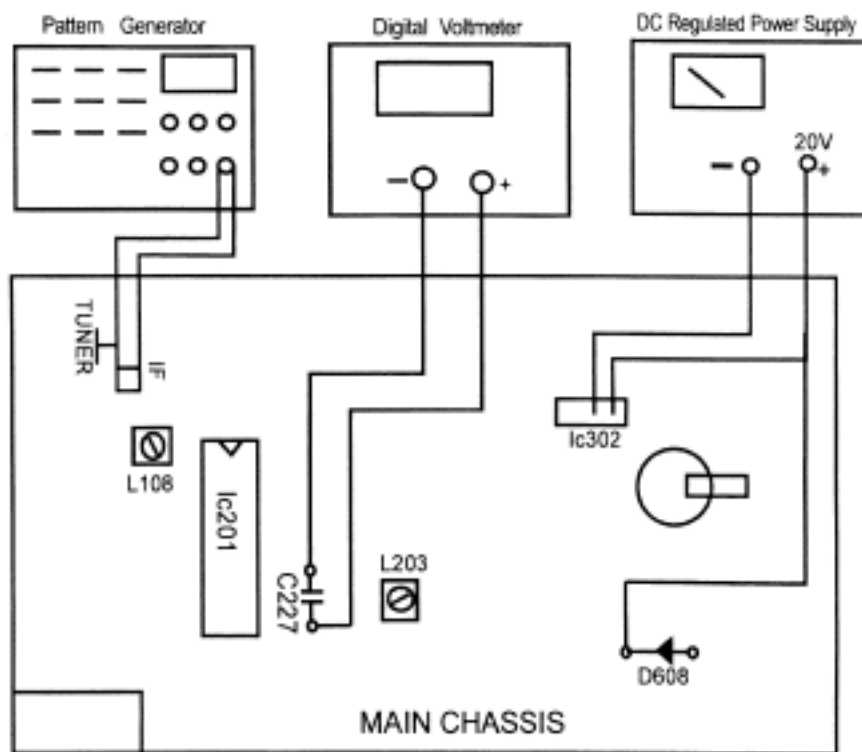 Pattern Generator
Digital Voltmeter
DC Regulated Power Supply
20V
−
+
−
+
TUNER
IF
L108
Ic201
C227
L203
Ic302
D608
MAIN CHASSIS